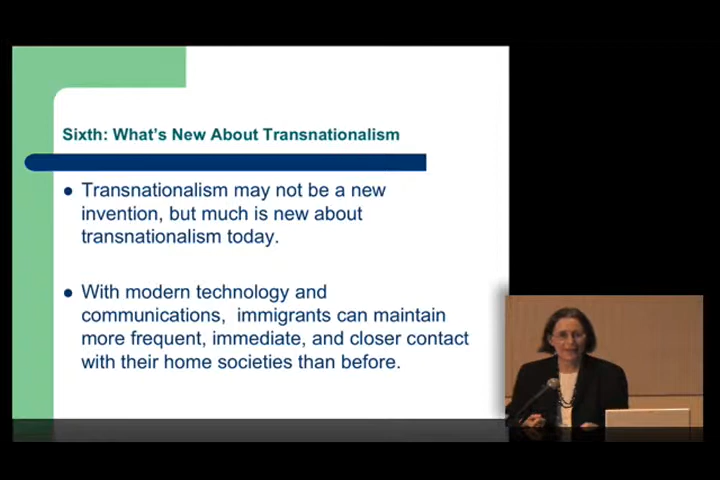 Sixth: What's New About Transnationalism
● Transnationalism may not be a new
invention, but much is new about
transnationalism today.
● With modern technology and
communications, immigrants can maintain
more frequent, immediate, and closer contact
with their home societies than before.